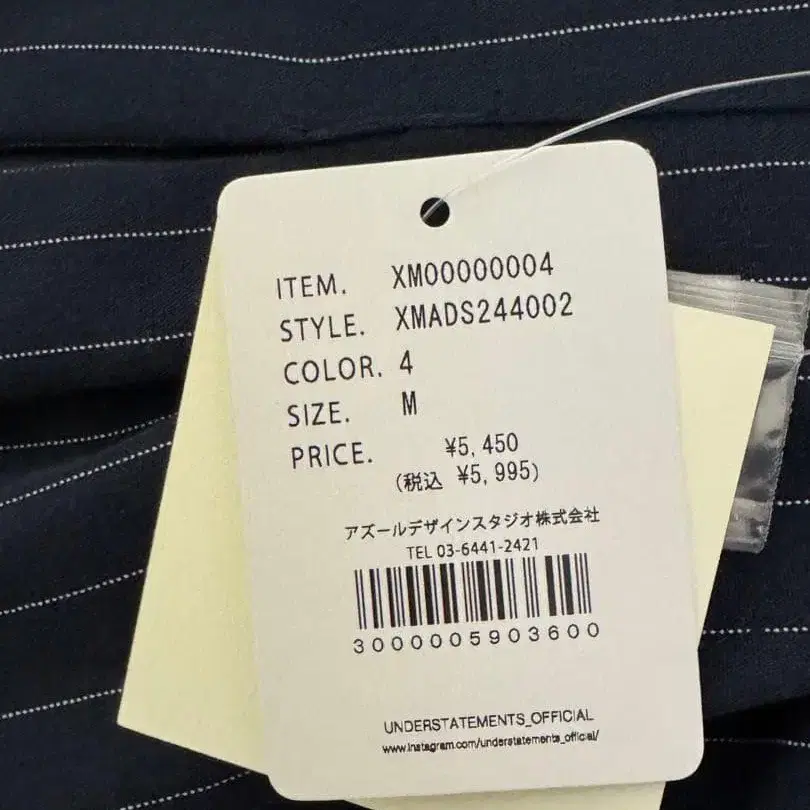 ITEM. XM00000004
STYLE. XMADS244002
COLOR. 4
SIZE. M
PRICE. ¥5,450
(税込 ¥5,995)
アズールデザインスタジオ株式会社
TEL 03-6441-2421
3000005903600
UNDERSTATEMENTS_OFFICIAL
www.instagram.com/understatements_official/